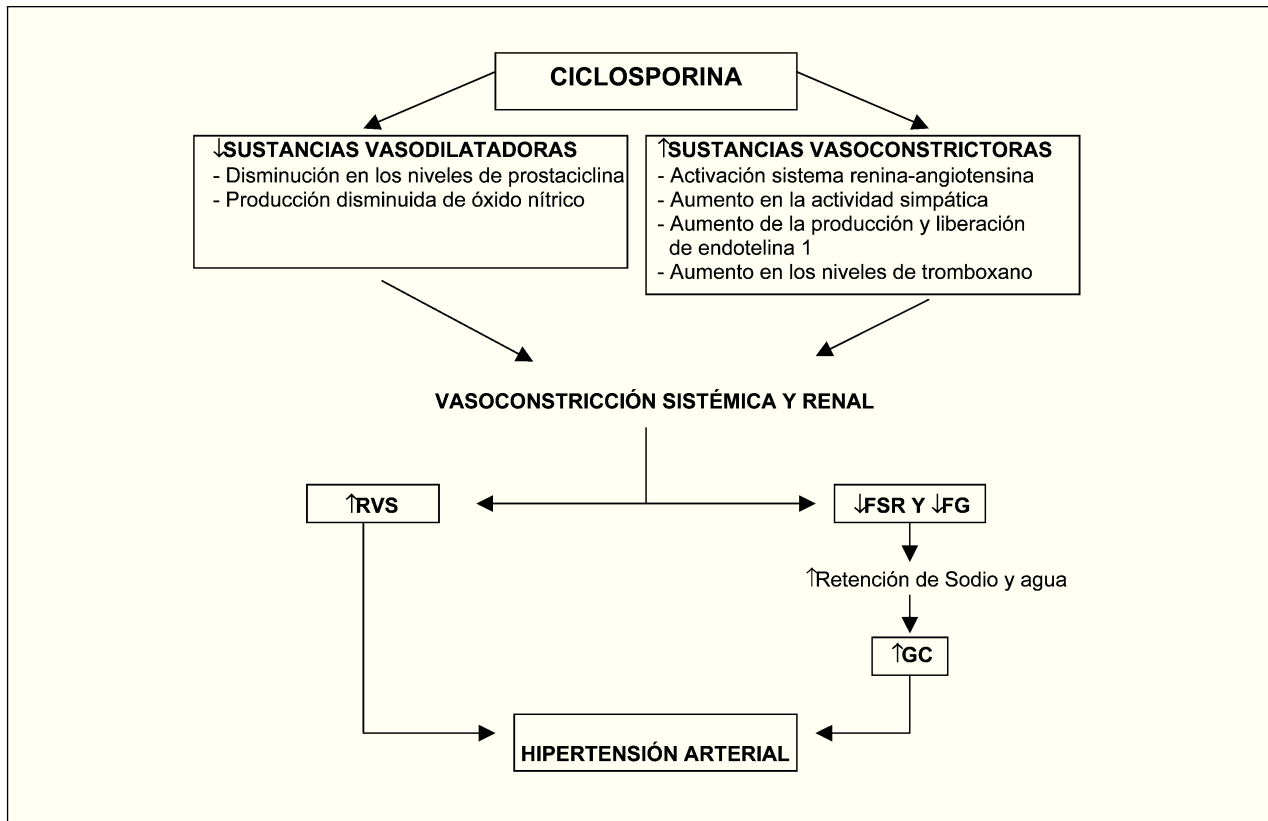 CICLOSPORINA
↓SUSTANCIAS VASODILATADORAS
- Disminución en los niveles de prostaciclina
- Producción disminuida de óxido nítrico
↑SUSTANCIAS VASOCONSTRICTORAS
- Activación sistema renina-angiotensina
- Aumento en la actividad simpática
- Aumento de la producción y liberación
de endotelina 1
- Aumento en los niveles de tromboxano
VASOCONSTRICCIÓN SISTÉMICA Y RENAL
↑RVS
↓FSR Y ↓FG
↑Retención de Sodio y agua
↑GC
HIPERTENSIÓN ARTERIAL